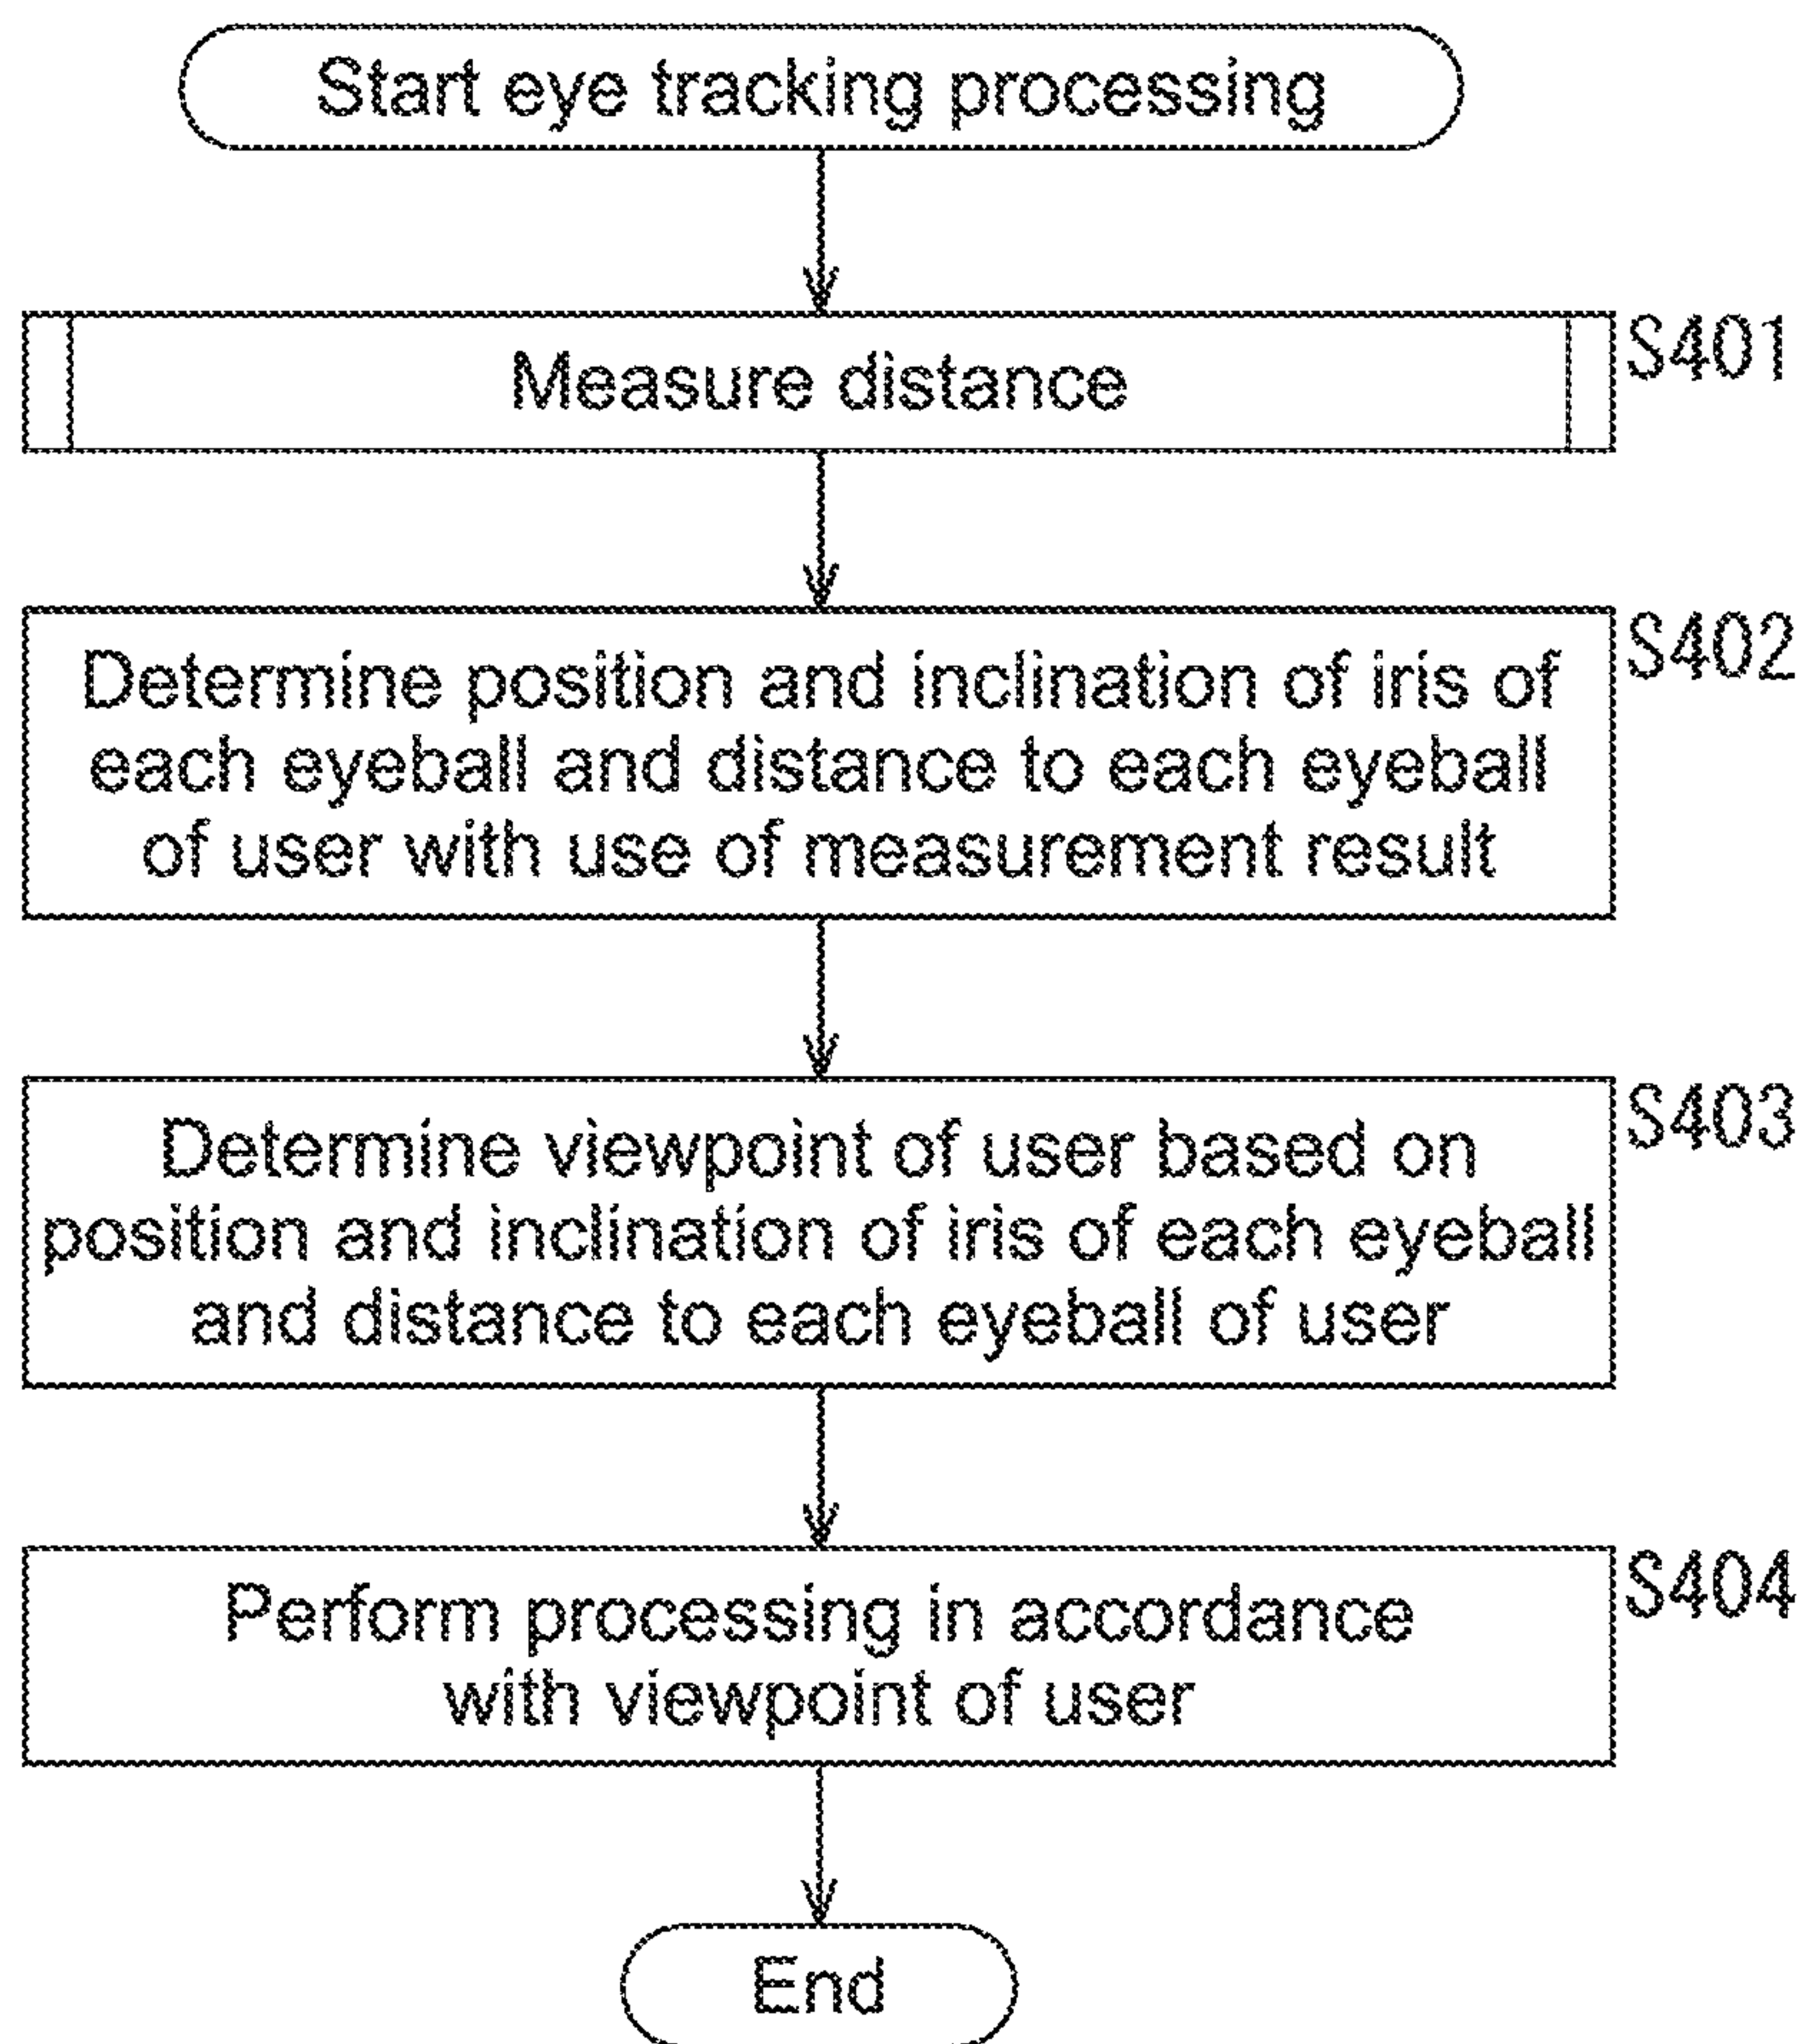 Start eye tracking processing
Measure distance
S401
Determine position and inclination of iris of
each eyeball and distance to each eyeball
of user with use of measurement result
S402
Determine viewpoint of user based on
position and inclination of iris of each eyeball
and distance to each eyeball of user
S403
Perform processing in accordance
with viewpoint of user
S404
End